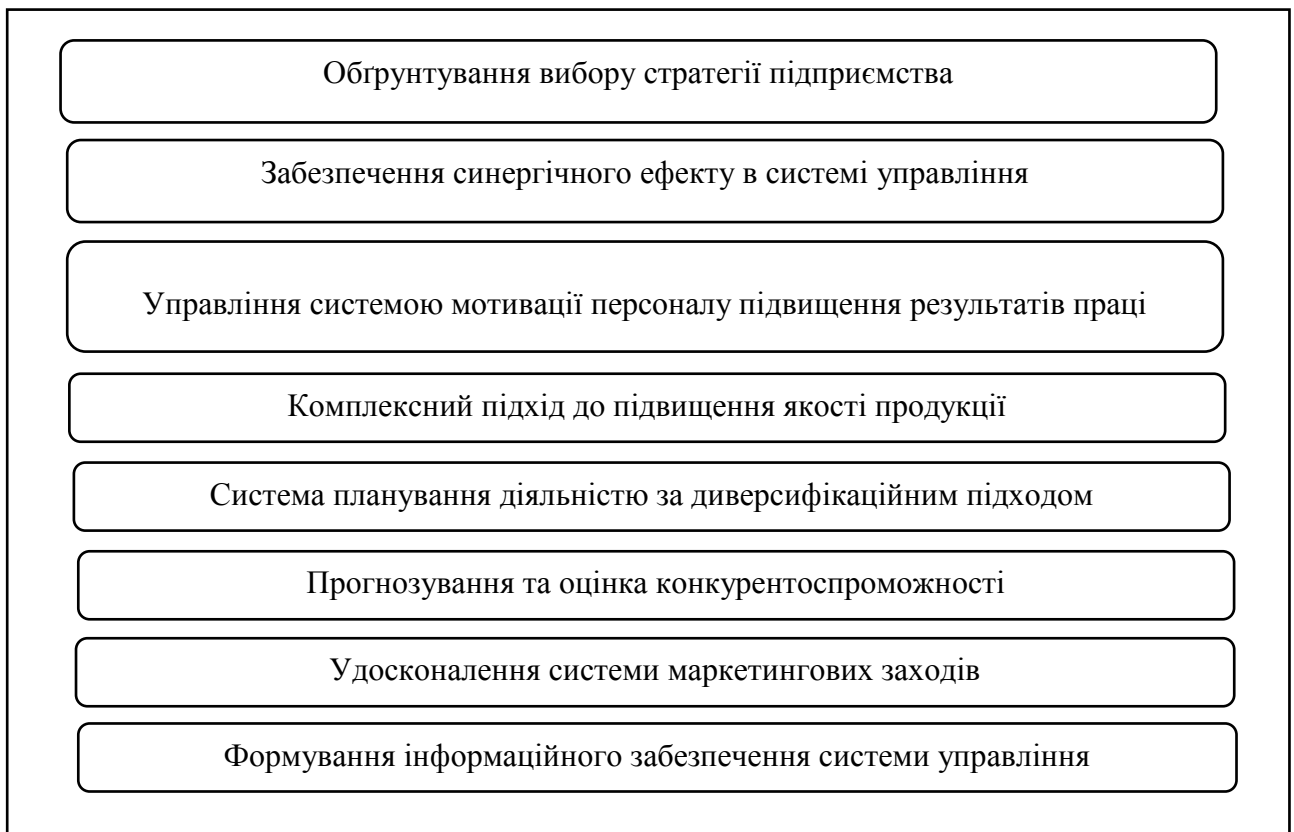 Обґрунтування вибору стратегії підприємства
Забезпечення синергічного ефекту в системі управління
Управління системою мотивації персоналу підвищення результатів праці
Комплексний підхід до підвищення якості продукції
Система планування діяльністю за диверсифікаційним підходом
Прогнозування та оцінка конкурентоспроможності
Удосконалення системи маркетингових заходів
Формування інформаційного забезпечення системи управління